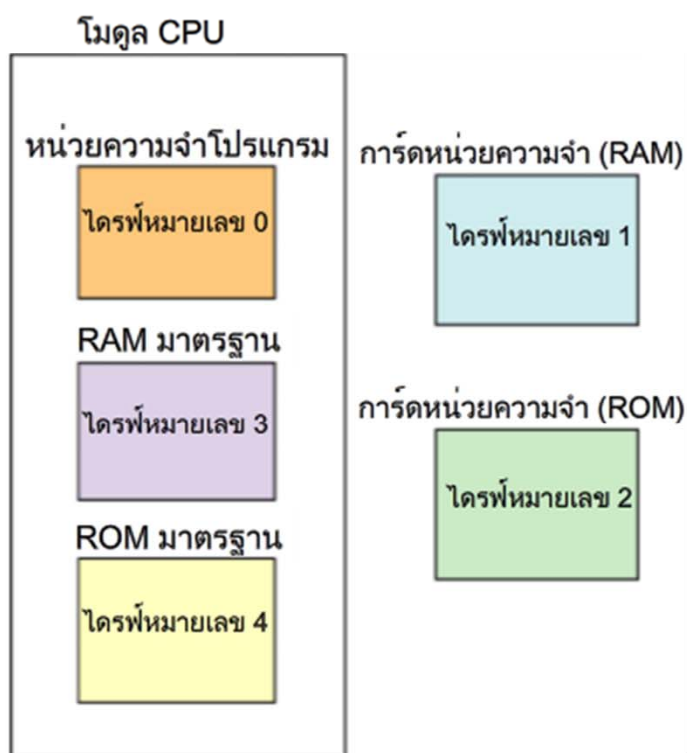 โมดูล CPU
หน่วยความจำโปรแกรม
ไดรฟ์หมายเลข 0
RAM มาตรฐาน
ไดรฟ์หมายเลข 3
ROM มาตรฐาน
ไดรฟ์หมายเลข 4
การ์ดหน่วยความจำ (RAM)
ไดรฟ์หมายเลข 1
การ์ดหน่วยความจำ (ROM)
ไดรฟ์หมายเลข 2